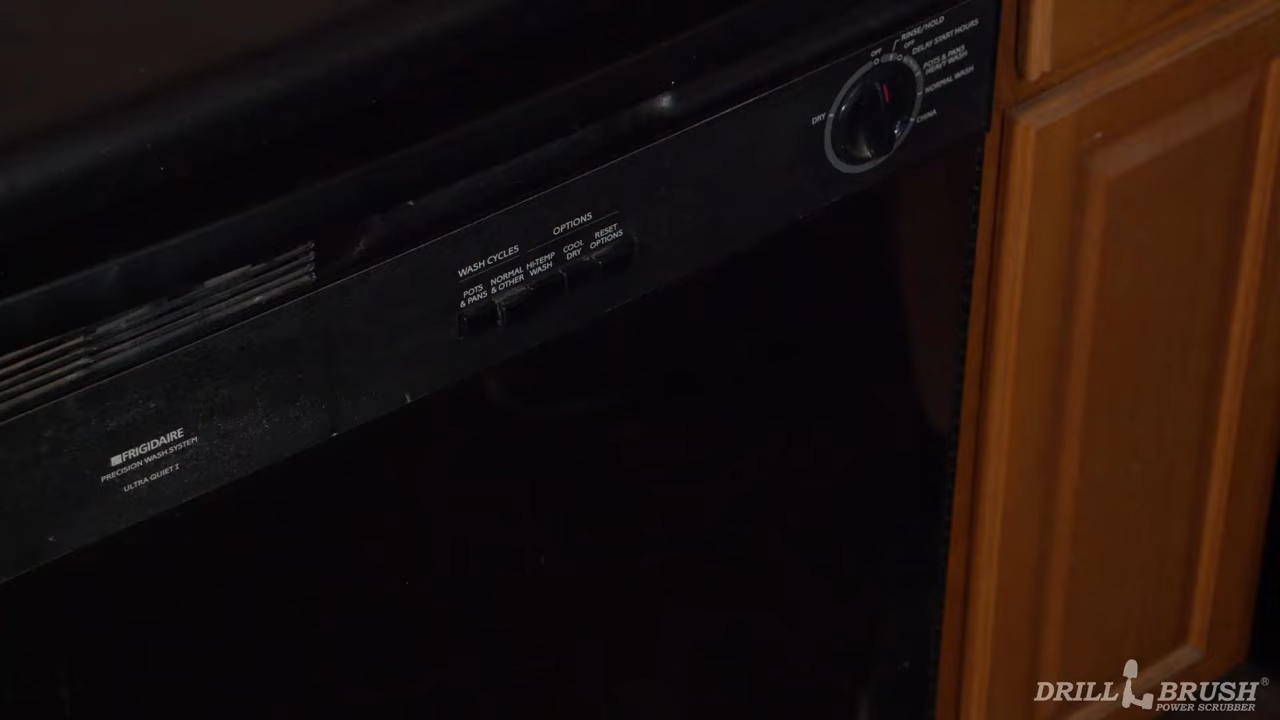 OFF
RINSE/HOLD
OFF
DELAY START HOURS
POTS & PANS
HEAVY WASH
NORMAL WASH
CHINA
DRY
OPTIONS
WASH CYCLES
POTS
& PANS
NORMAL
& OTHER
HI-TEMP
WASH
COOL
DRY
RESET
OPTIONS
FRIGIDAIRE
PRECISION WASH SYSTEM
ULTRA QUIET I
DRILL BRUSH®
POWER SCRUBBER